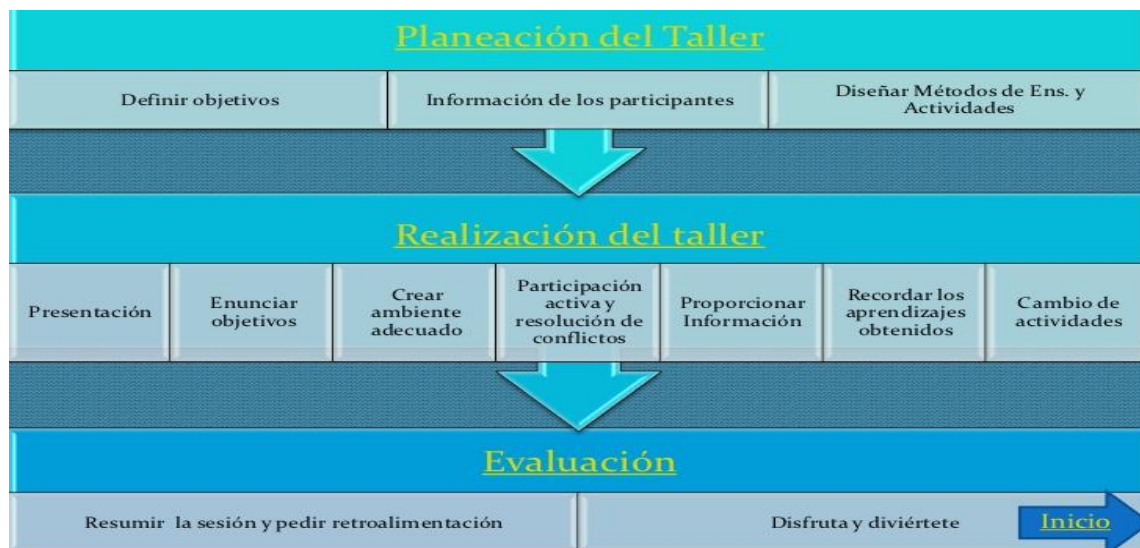 Planeación del Taller
Definir objetivos
Información de los participantes
Diseñar Métodos de Ens. y
Actividades
Realización del taller
Presentación
Enunciar
objetivos
Crear
ambiente
adecuado
Participación
activa y
resolución de
conflictos
Proporcionar
Información
Recordar los
aprendizajes
obtenidos
Cambio de
actividades
Evaluación
Resumir la sesión y pedir retroalimentación
Disfruta y diviértete
Inicio